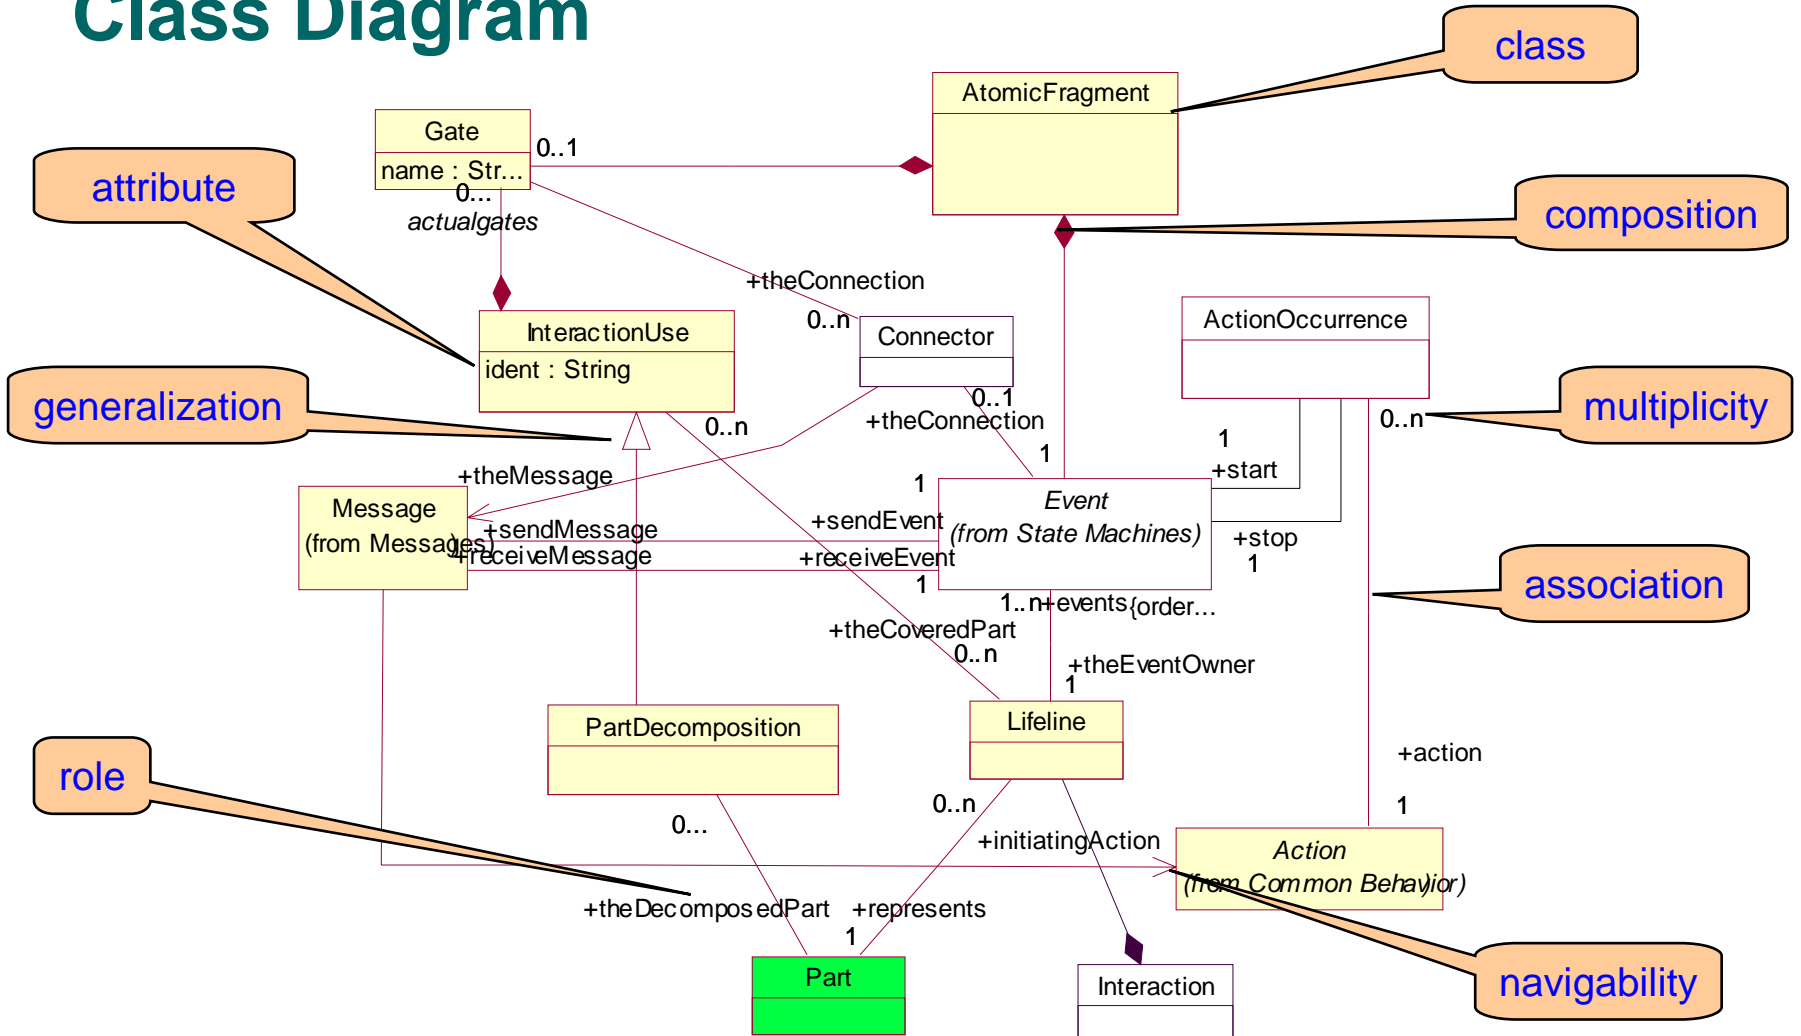 Class Diagram
class
AtomicFragment
Gate
0..1
name : Str...
0...
actualgates
attribute
composition
+theConnection
0..n
ActionOccurrence
InteractionUse
Connector
ident : String
generalization
0..n
0..1
+theConnection
0..n
multiplicity
1
1
+start
+theMessage
1
Event
(from State Machines)
Message
(from Messages)
+sendMessage
+sendEvent
+receiveMessage
+receiveEvent
1
+stop
1
association
1..n
+events
{order...
+theCoveredPart
0..n
+theEventOwner
1
PartDecomposition
Lifeline
+action
role
0..n
1
0...
+initiatingAction
Action
(from Common Behavior)
+theDecomposedPart
+represents
1
Part
Interaction
navigability